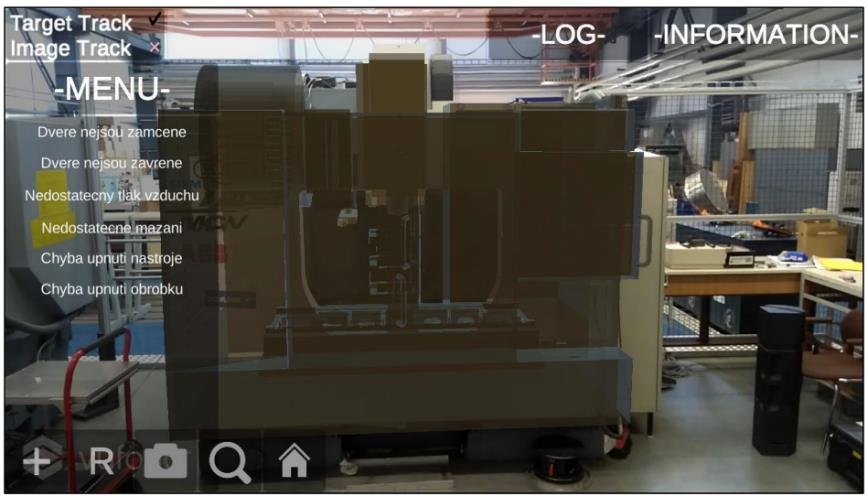 Target Track
Image Track
-LOG-
-INFORMATION-
-MENU-
Dvere nejsou zamcene
Dvere nejsou zavrene
Nedostatecny tlak vzduchu
Nedostatecne mazani
Chyba upnuti nastroje
Chyba upnuti obrobku
MCV
R